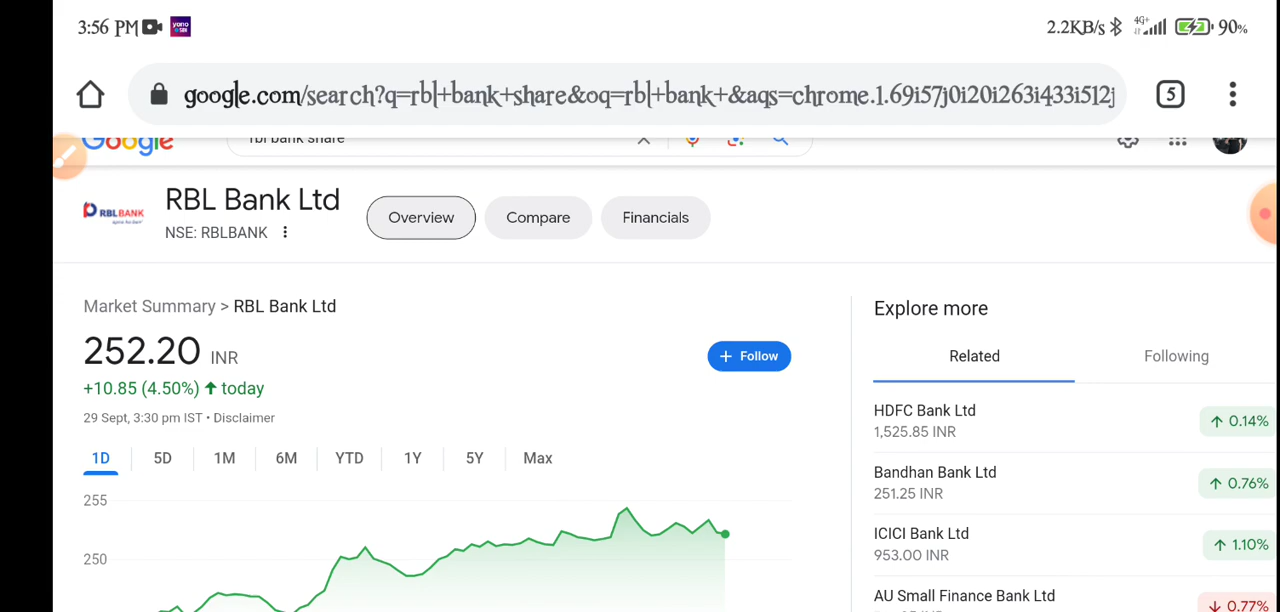 3:56 PM yono SBI 2.2KB/s 4G+ 90%
google.com/search?q=rbl+bank+share&oq=rbl+bank+&aqs=chrome.1.69i57j0i20i263i433i512j 5
Google rbl bank share
RBL Bank Ltd
RBLBANK Overview Compare Financials
NSE: RBLBANK
Market Summary > RBL Bank Ltd
252.20 INR
+ Follow
+10.85 (4.50%) ↑ today
29 Sept, 3:30 pm IST • Disclaimer
1D 5D 1M 6M YTD 1Y 5Y Max
255
250
Explore more
Related Following
HDFC Bank Ltd
1,525.85 INR
↑ 0.14%
Bandhan Bank Ltd
251.25 INR
↑ 0.76%
ICICI Bank Ltd
953.00 INR
↑ 1.10%
AU Small Finance Bank Ltd
↓ 0.77%